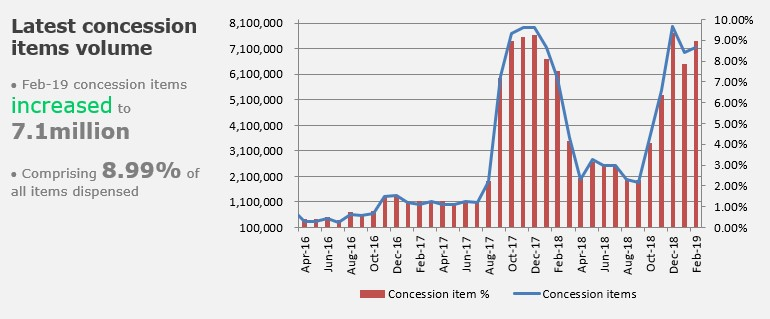 Latest concession
items volume
• Feb-19 concession items
increased to
7.1million
• Comprising 8.99% of
all items dispensed
8,100,000
7,100,000
6,100,000
5,100,000
4,100,000
3,100,000
2,100,000
1,100,000
100,000
10.00%
9.00%
8.00%
7.00%
6.00%
5.00%
4.00%
3.00%
2.00%
1.00%
0.00%
Apr-16
Jun-16
Aug-16
Oct-16
Dec-16
Feb-17
Apr-17
Jun-17
Aug-17
Oct-17
Dec-17
Feb-18
Apr-18
Jun-18
Aug-18
Oct-18
Dec-18
Feb-19
Concession item % Concession items